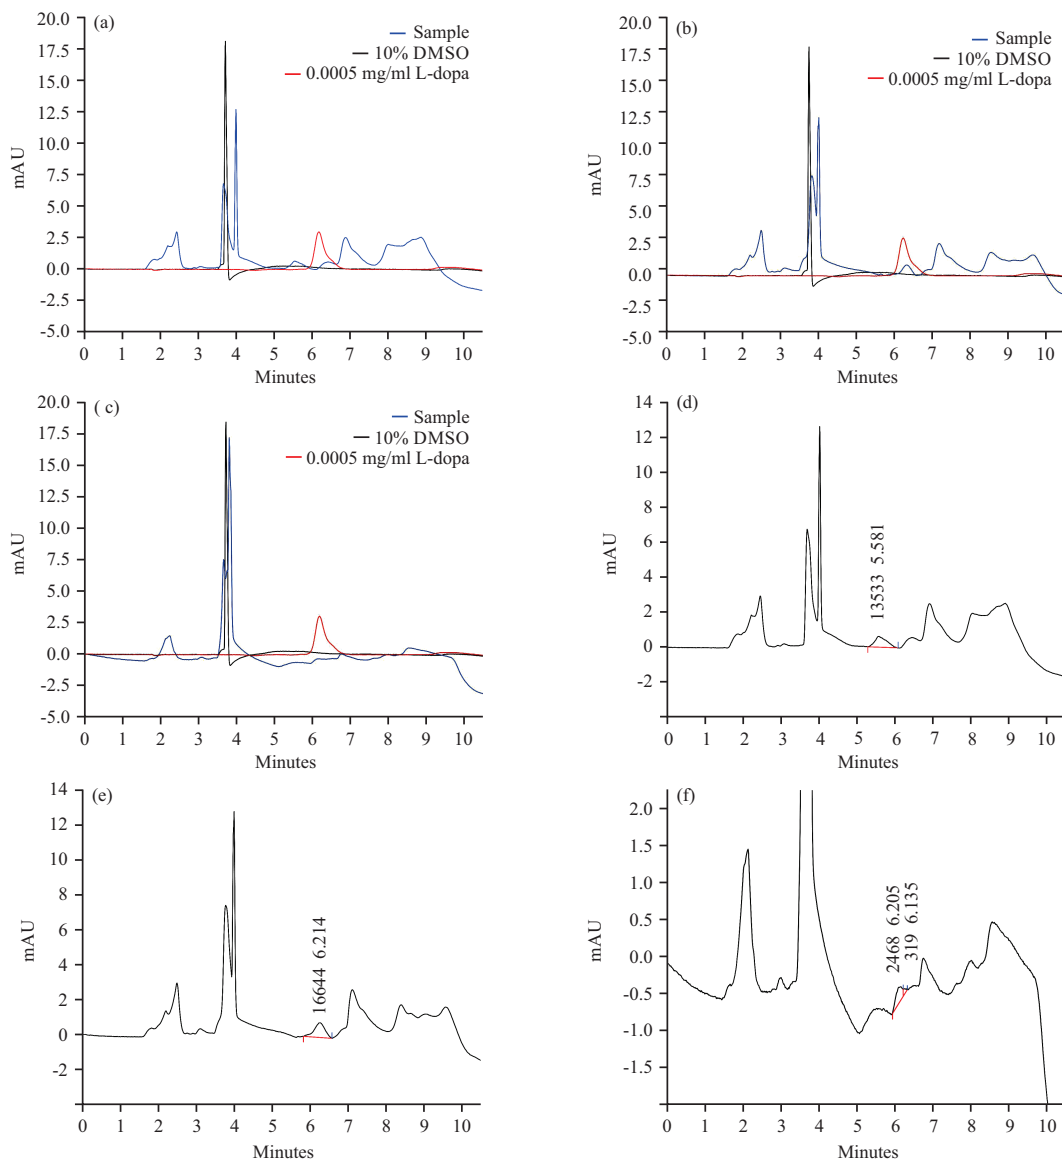 (a)
Sample
10% DMSO
0.0005 mg/ml L-dopa
20.0
17.5
15.0
12.5
10.0
7.5
5.0
2.5
0.0
-2.5
-5.0
mAU
0 1 2 3 4 5 6 7 8 9 10
Minutes
(b)
Sample
10% DMSO
0.0005 mg/ml L-dopa
20.0
17.5
15.0
12.5
10.0
7.5
5.0
2.5
0.0
-2.5
-5.0
mAU
0 1 2 3 4 5 6 7 8 9 10
Minutes
( c)
Sample
10% DMSO
0.0005 mg/ml L-dopa
20.0
17.5
15.0
12.5
10.0
7.5
5.0
2.5
0.0
-2.5
-5.0
mAU
0 1 2 3 4 5 6 7 8 9 10
Minutes
(d)
14
12
10
8
6
4
2
0
-2
mAU
13533 5.581
0 1 2 3 4 5 6 7 8 9 10
Minutes
(e)
14
12
10
8
6
4
2
0
-2
mAU
16644 6.214
0 1 2 3 4 5 6 7 8 9 10
Minutes
(f)
2.0
1.5
1.0
0.5
0.0
-0.5
-1.0
-1.5
mAU
2468 6.205
319 6.135
0 1 2 3 4 5 6 7 8 9 10
Minutes